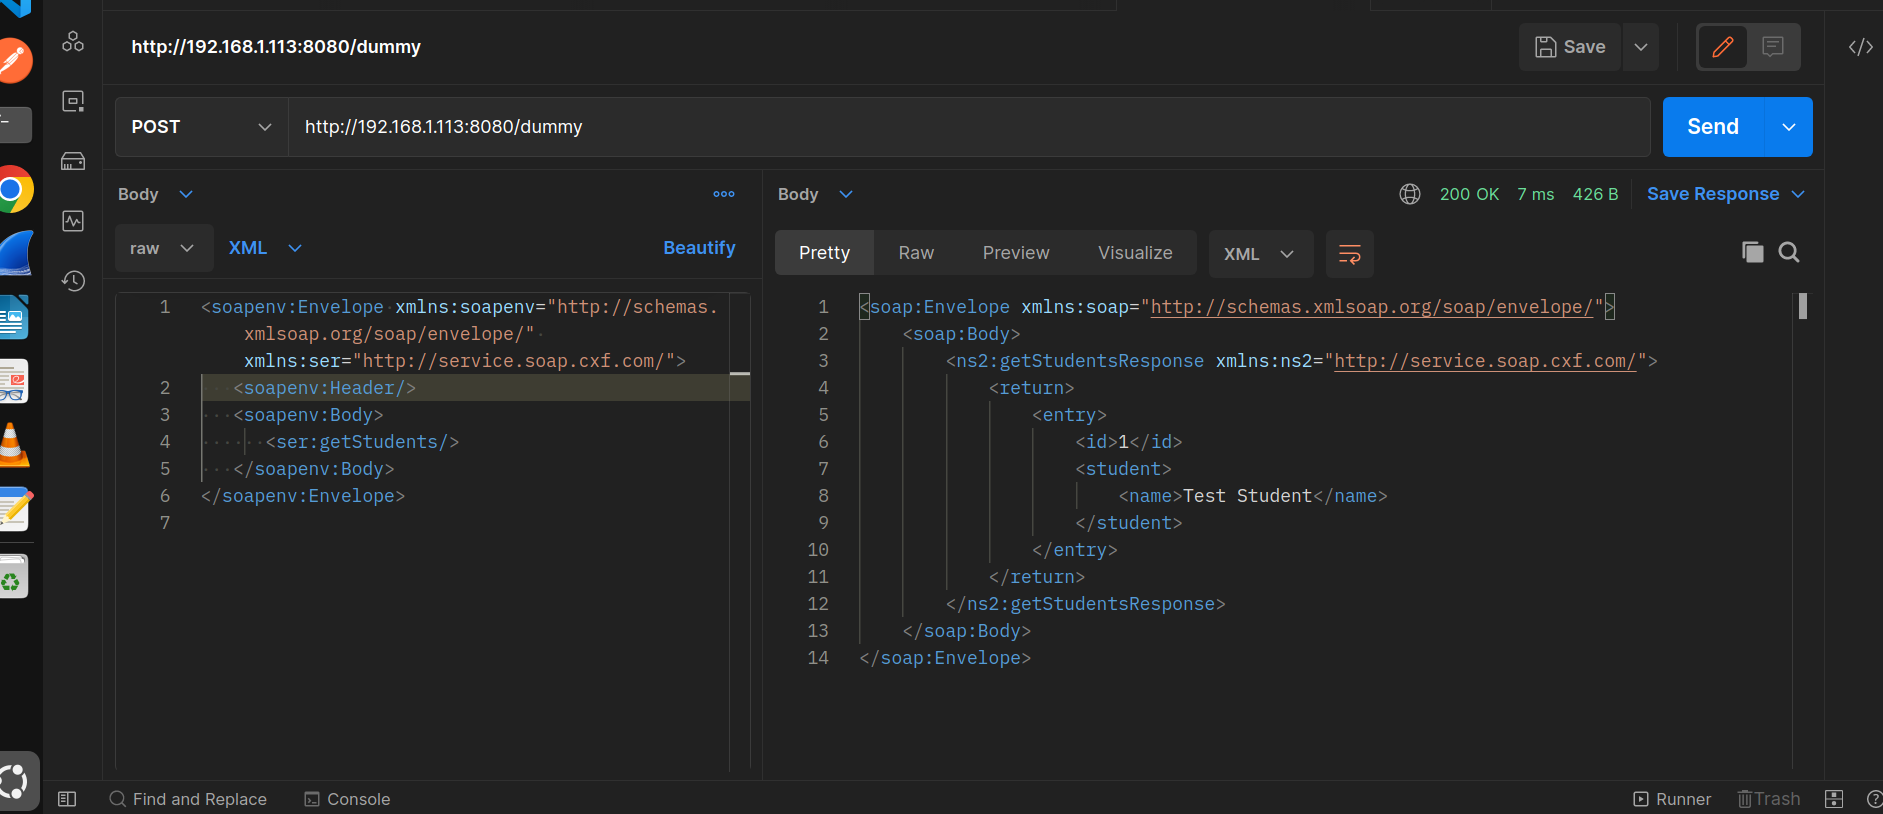 http://192.168.1.113:8080/dummy
Save
POST
http://192.168.1.113:8080/dummy
Send
Body
Body
200 OK 7 ms 426 B
Save Response
raw
XML
Beautify
Pretty Raw Preview Visualize
XML
1 <soapenv:Envelope xmlns:soapenv="http://schemas.
xmlsoap.org/soap/envelope/"
xmlns:ser="http://service.soap.cxf.com/">
2 <soapenv:Header/>
3 <soapenv:Body>
4 <ser:getStudents/>
5 </soapenv:Body>
6 </soapenv:Envelope>
7
1 <soap:Envelope xmlns:soap="http://schemas.xmlsoap.org/soap/envelope/">
2 <soap:Body>
3 <ns2:getStudentsResponse xmlns:ns2="http://service.soap.cxf.com/">
4 <return>
5 <entry>
6 <id>1</id>
7 <student>
8 <name>Test Student</name>
9 </student>
10 </entry>
11 </return>
12 </ns2:getStudentsResponse>
13 </soap:Body>
14 </soap:Envelope>
Find and Replace
Console
Runner
Trash